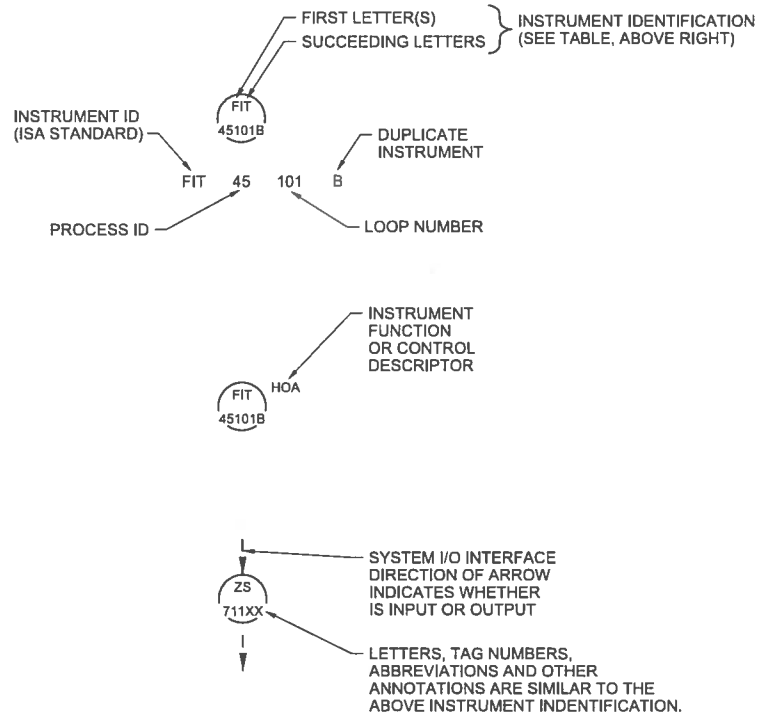 FIRST LETTER(S)
SUCCEEDING LETTERS
INSTRUMENT IDENTIFICATION
(SEE TABLE, ABOVE RIGHT)
FIT
45101B
INSTRUMENT ID
(ISA STANDARD)
DUPLICATE
INSTRUMENT
FIT 45 101 B
PROCESS ID
LOOP NUMBER
INSTRUMENT
FUNCTION
OR CONTROL
DESCRIPTOR
HOA
FIT
45101B
SYSTEM I/O INTERFACE
DIRECTION OF ARROW
INDICATES WHETHER
IS INPUT OR OUTPUT
ZS
711XX
LETTERS, TAG NUMBERS,
ABBREVIATIONS AND OTHER
ANNOTATIONS ARE SIMILAR TO THE
ABOVE INSTRUMENT INDENTIFICATION.